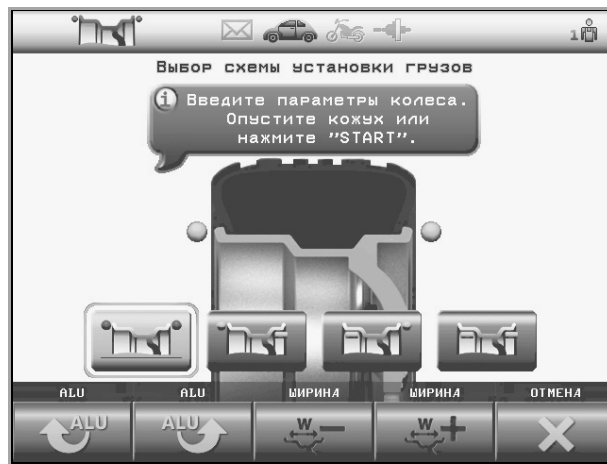 1
Выбор схемы установки грузов
i Введите параметры колеса.
Опустите кожух или
нажмите "START".
ALU ALU ШИРИНА ШИРИНА ОТМЕНА
ALU ALU W W